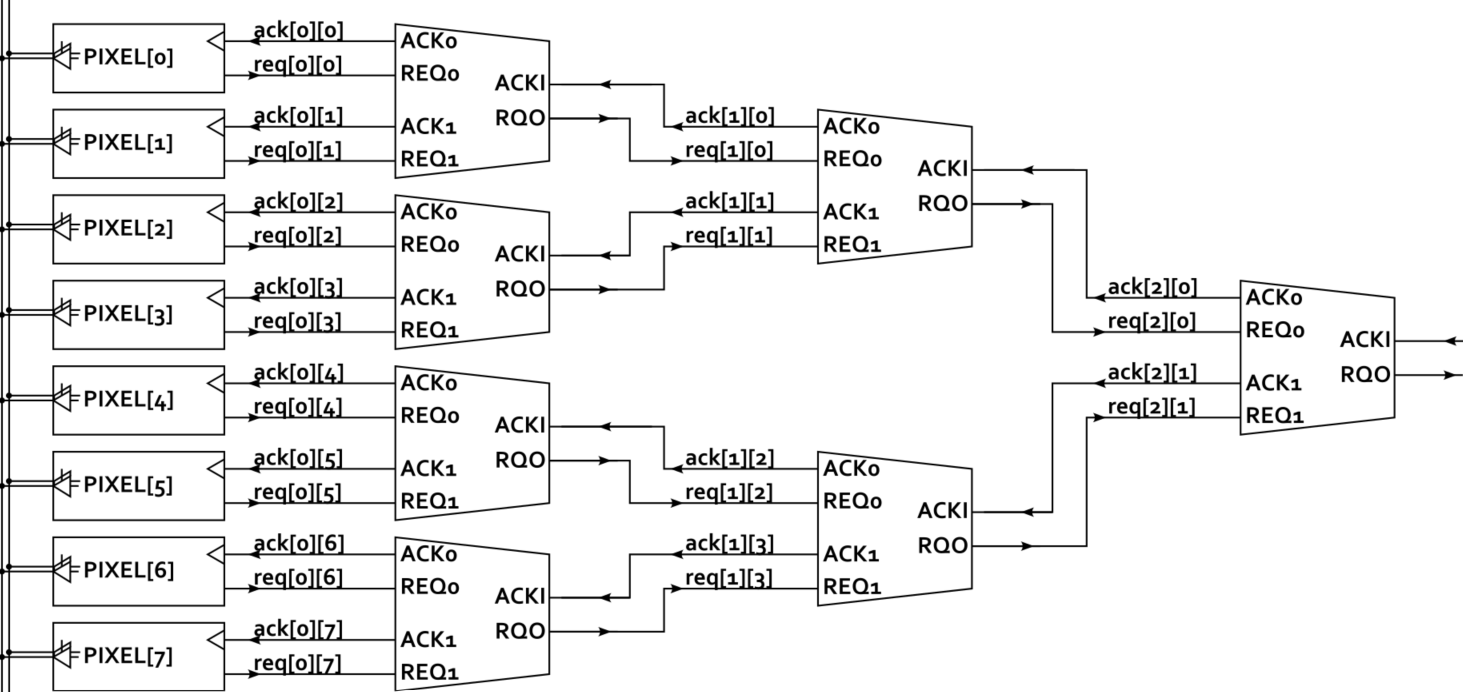 PIXEL[0]
ack[0][0]
req[0][0]
PIXEL[1]
ack[0][1]
req[0][1]
ACK0
REQ0
ACK1
REQ1
ACKI
RQO
PIXEL[2]
ack[0][2]
req[0][2]
PIXEL[3]
ack[0][3]
req[0][3]
ACK0
REQ0
ACK1
REQ1
ACKI
RQO
PIXEL[4]
ack[0][4]
req[0][4]
PIXEL[5]
ack[0][5]
req[0][5]
ACK0
REQ0
ACK1
REQ1
ACKI
RQO
PIXEL[6]
ack[0][6]
req[0][6]
PIXEL[7]
ack[0][7]
req[0][7]
ACK0
REQ0
ACK1
REQ1
ACKI
RQO
ack[1][0]
req[1][0]
ack[1][1]
req[1][1]
ACK0
REQ0
ACK1
REQ1
ACKI
RQO
ack[1][2]
req[1][2]
ack[1][3]
req[1][3]
ACK0
REQ0
ACK1
REQ1
ACKI
RQO
ack[2][0]
req[2][0]
ack[2][1]
req[2][1]
ACK0
REQ0
ACK1
REQ1
ACKI
RQO